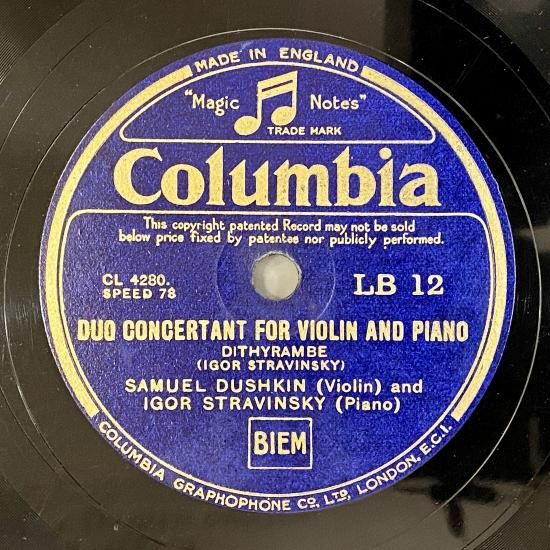 MADE IN ENGLAND
"Magic Notes"
TRADE MARK
Columbia
This copyright patented Record may not be sold
below price fixed by patentee nor publicly performed.
CL 4280. LB 12
SPEED 78
DUO CONCERTANT FOR VIOLIN AND PIANO
DITHYRAMBE
(IGOR STRAVINSKY)
SAMUEL DUSHKIN (Violin) and
IGOR STRAVINSKY (Piano)
BIEM
COLUMBIA GRAPHOPHONE CO., LTD, LONDON, E.C.1.